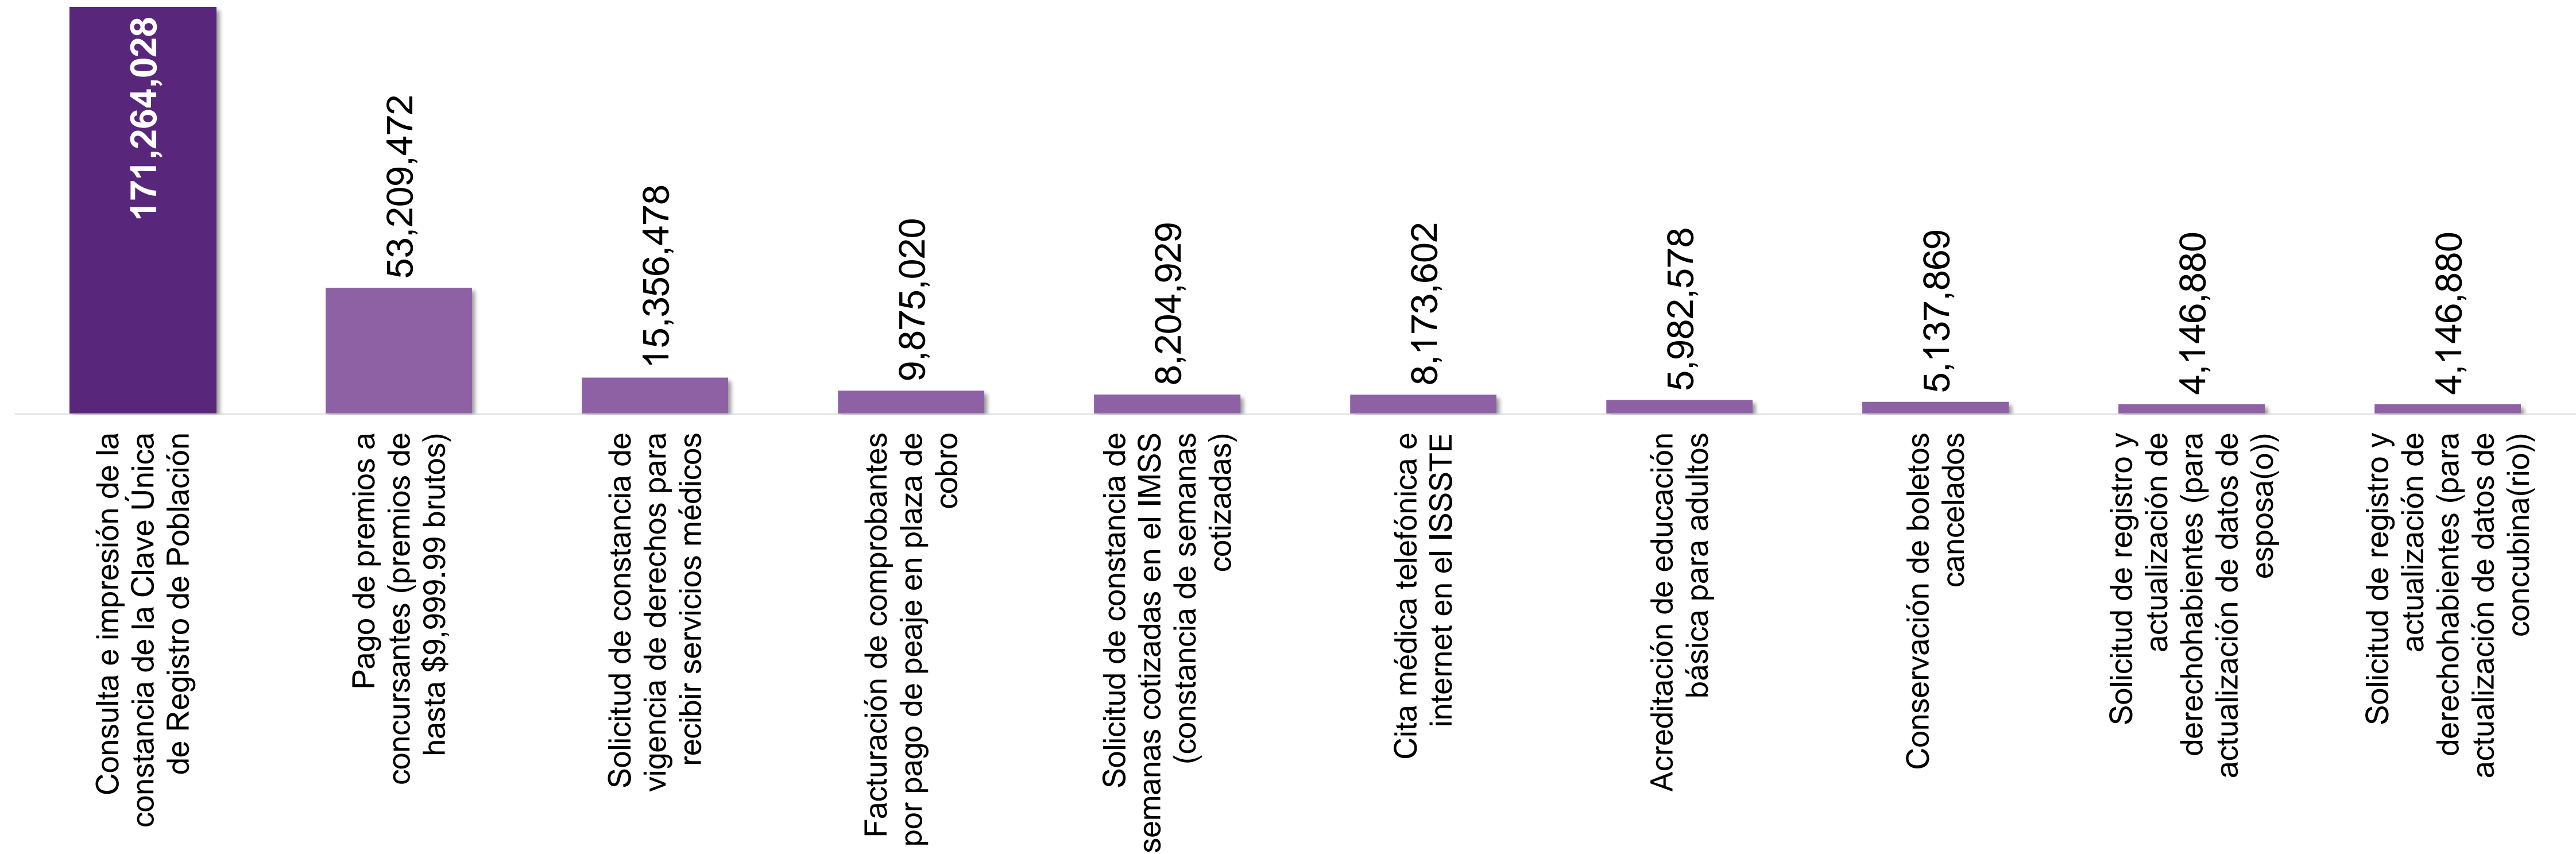 171,264,028
53,209,472
15,356,478
9,875,020
8,204,929
8,173,602
5,982,578
5,137,869
4,146,880
4,146,880
Consulta e impresión de la
constancia de la Clave Única
de Registro de Población
Pago de premios a
concursantes (premios de
hasta $9,999.99 brutos)
Solicitud de constancia de
vigencia de derechos para
recibir servicios médicos
Facturación de comprobantes
por pago de peaje en plaza de
cobro
Solicitud de constancia de
semanas cotizadas en el IMSS
(constancia de semanas
cotizadas)
Cita médica telefónica e
internet en el ISSSTE
Acreditación de educación
básica para adultos
Conservación de boletos
cancelados
Solicitud de registro y
actualización de
derechohabientes (para
actualización de datos de
esposa(o))
Solicitud de registro y
actualización de
derechohabientes (para
actualización de datos de
concubina(rio))